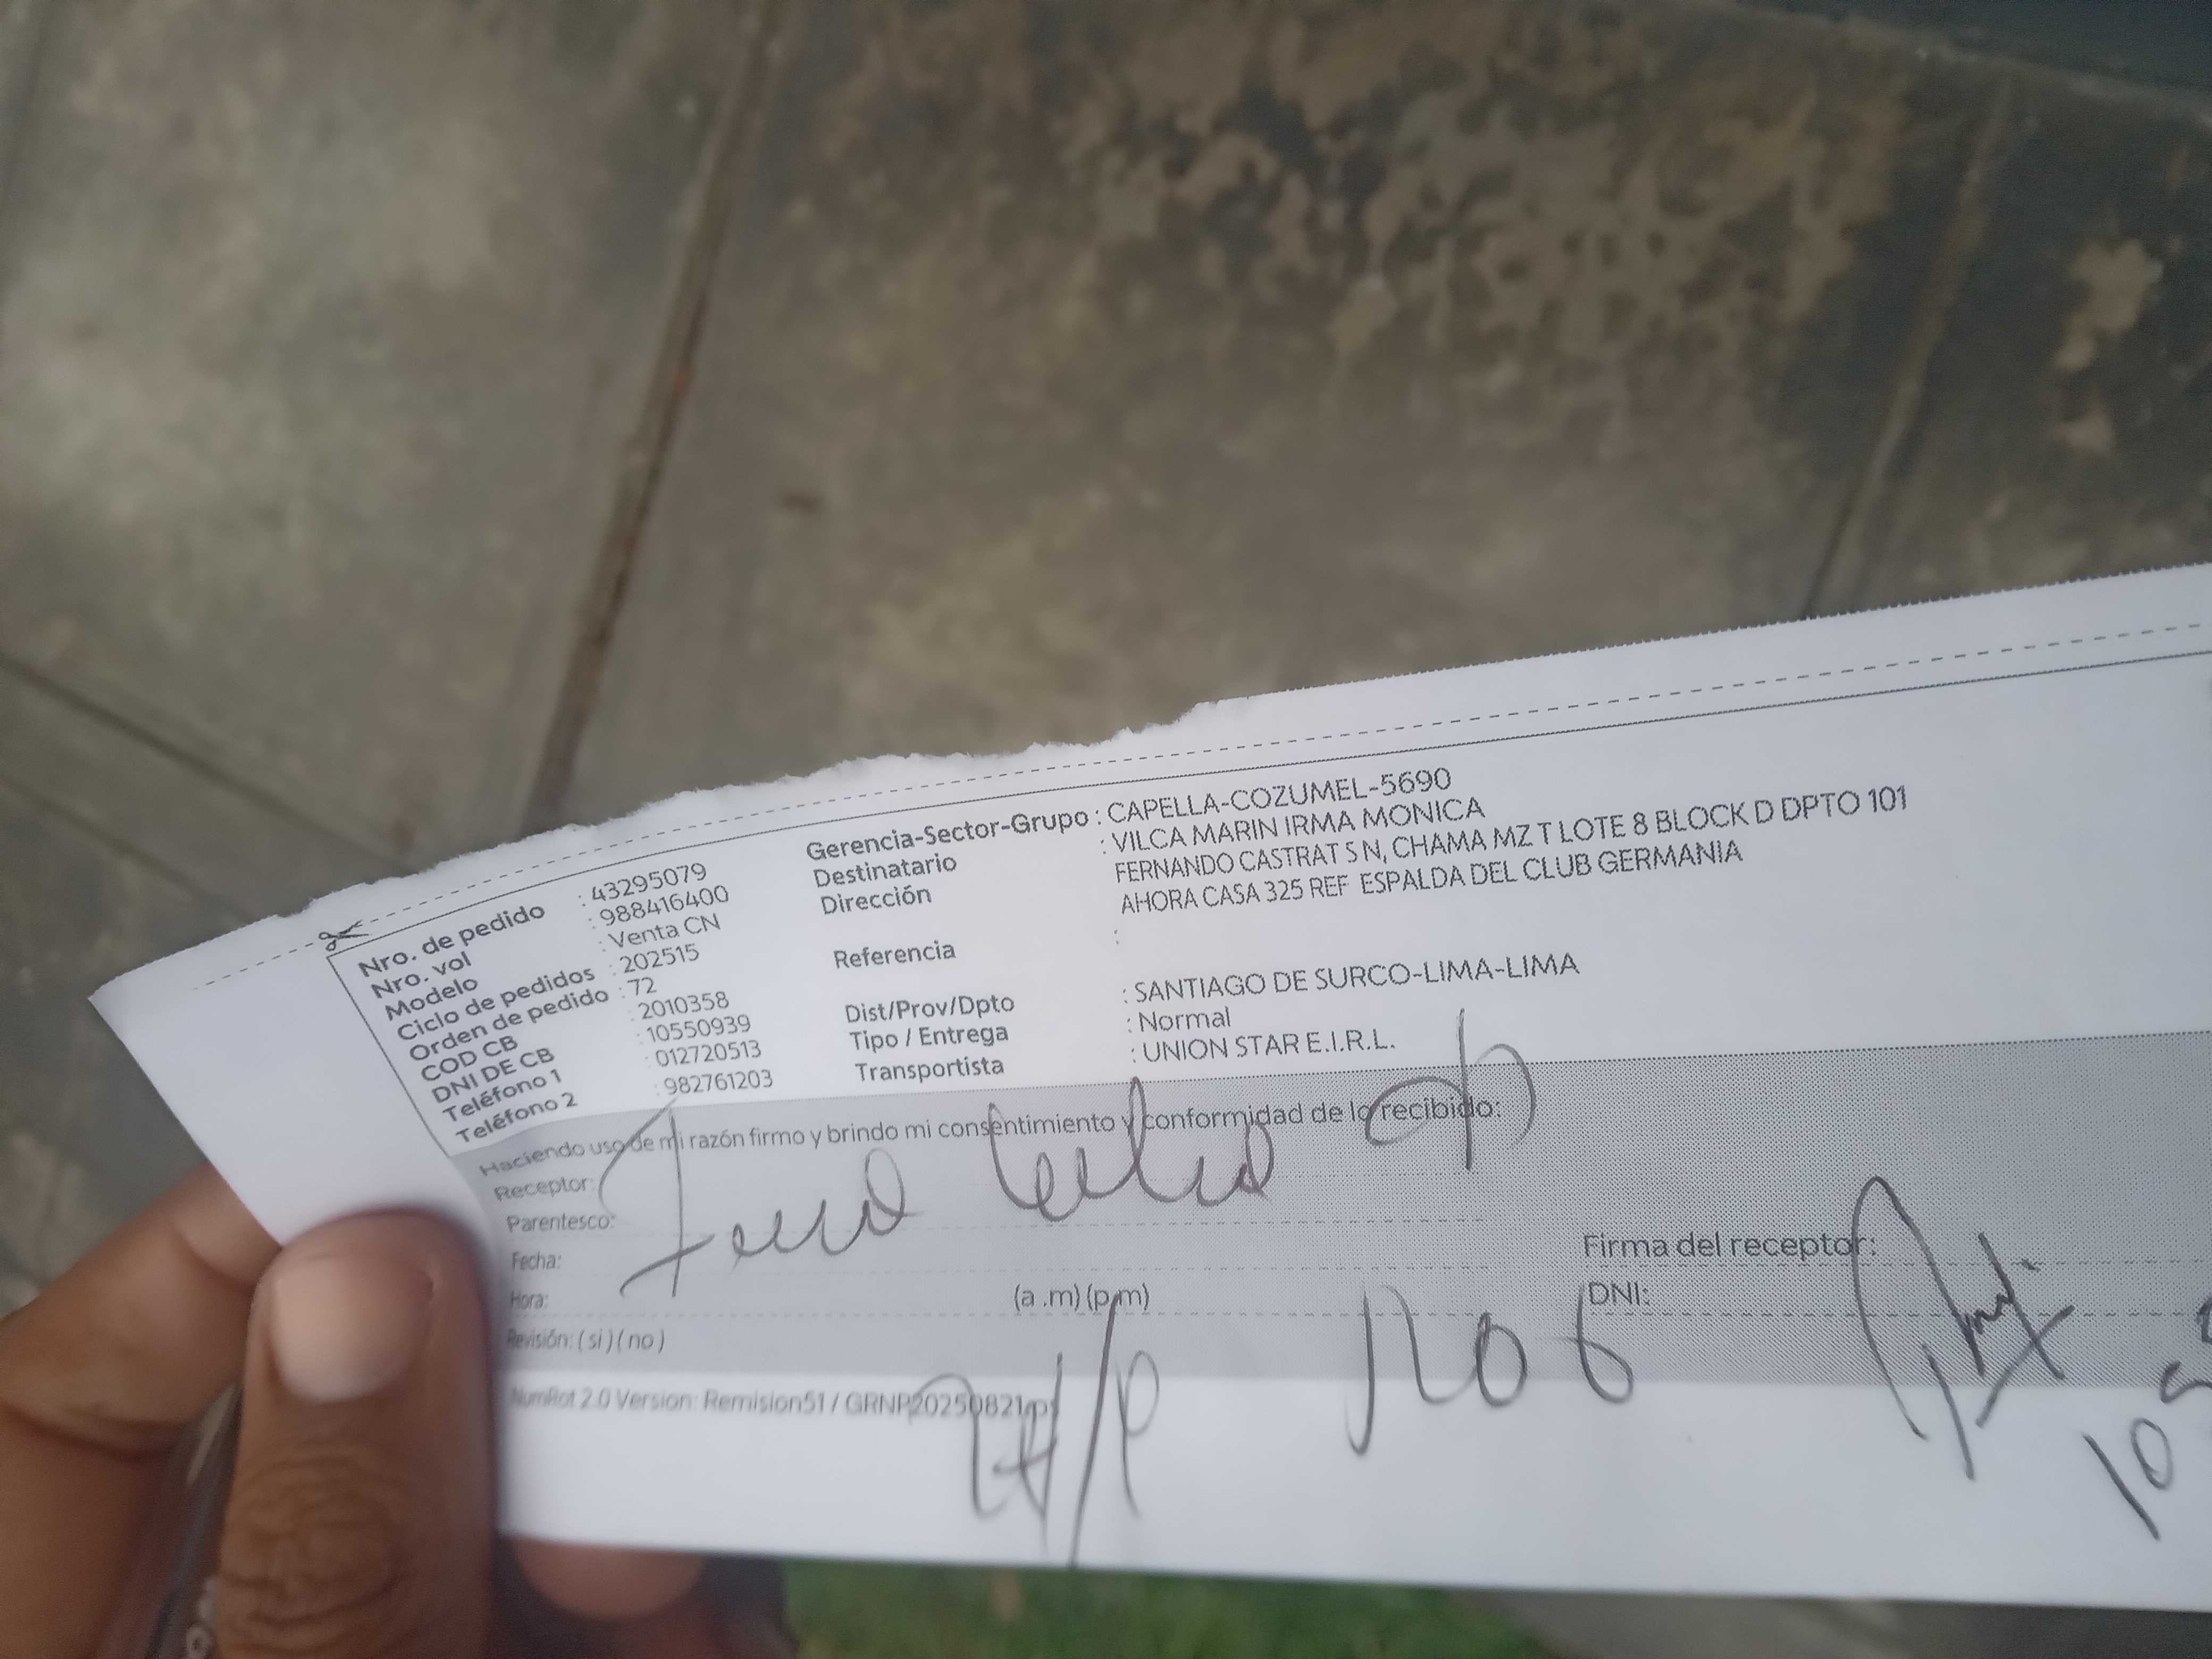 Nro. de pedido : 43295079
Nro. vol : 988416400
Modelo : Venta CN
Ciclo de pedidos : 202515
Orden de pedido : 72
COD CB : 2010358
DNI DE CB : 10550939
Teléfono 1 : 012720513
Teléfono 2 : 982761203
Gerencia-Sector-Grupo : CAPELLA-COZUMEL-5690
Destinatario : VILCA MARIN IRMA MONICA
Dirección FERNANDO CASTRAT S N, CHAMA MZ T LOTE 8 BLOCK D DPTO 101
AHORA CASA 325 REF ESPALDA DEL CLUB GERMANIA
Referencia :
Dist/Prov/Dpto : SANTIAGO DE SURCO-LIMA-LIMA
Tipo / Entrega : Normal
Transportista : UNION STAR E.I.R.L.
Haciendo uso de mi razón firmo y brindo mi consentimiento y conformidad de lo recibido:
Receptor:
Parentesco:
Fecha:
Hora: (a .m) (p.m)
Revisión: ( si ) ( no )
Firma del receptor:
DNI:
NumRot 2.0 Version: Remision51 / GRNP20250821